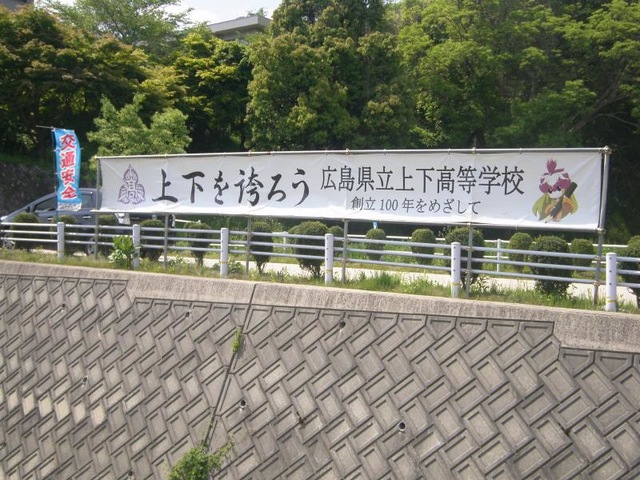 交通安全
上下を誇ろう 広島県立上下高等学校
創立100年をめざして